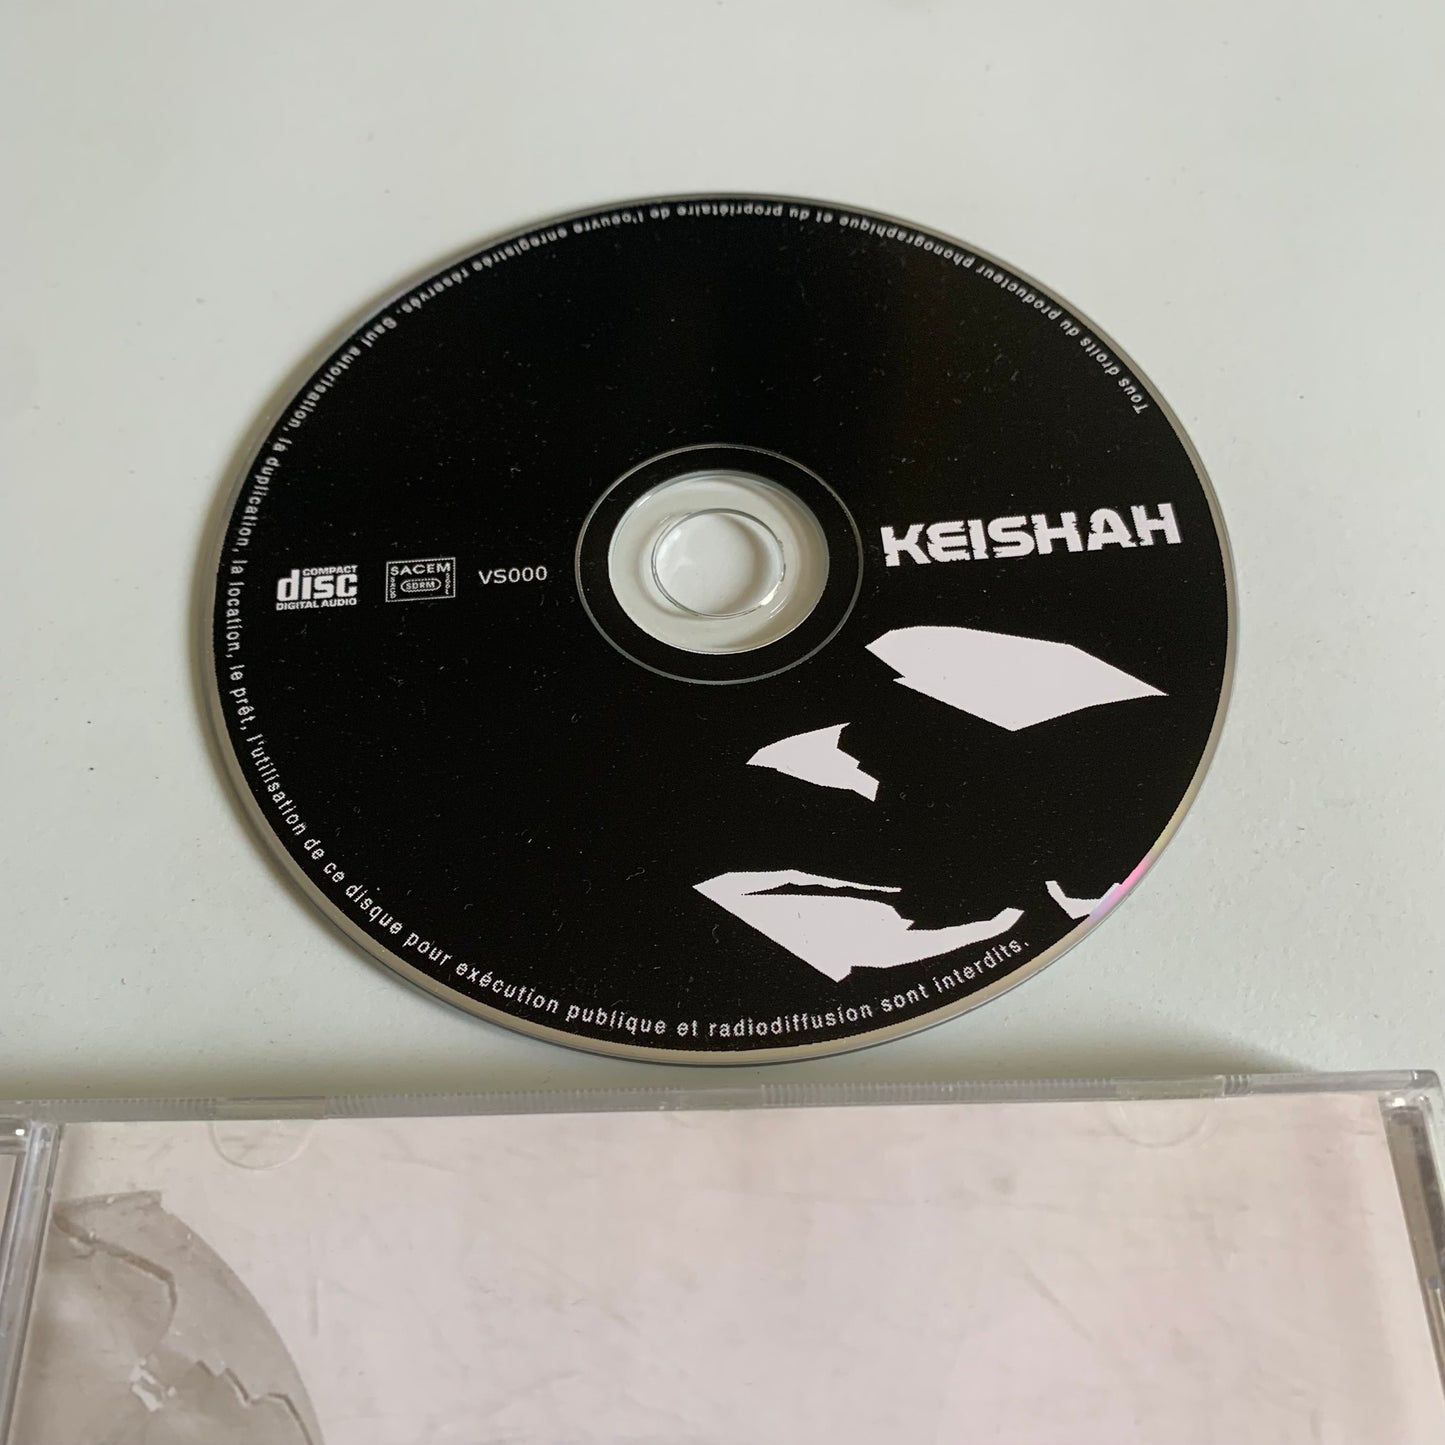 KEISHAH
COMPACT
disc
DIGITAL AUDIO
SACEM
SDRM
VS000
Tous droits du producteur phonographique et du propriétaire de l'oeuvre enregistrée réservés. Sauf autorisation, la duplication, la location, le prêt, l'utilisation de ce disque pour exécution publique et radiodiffusion sont interdits.